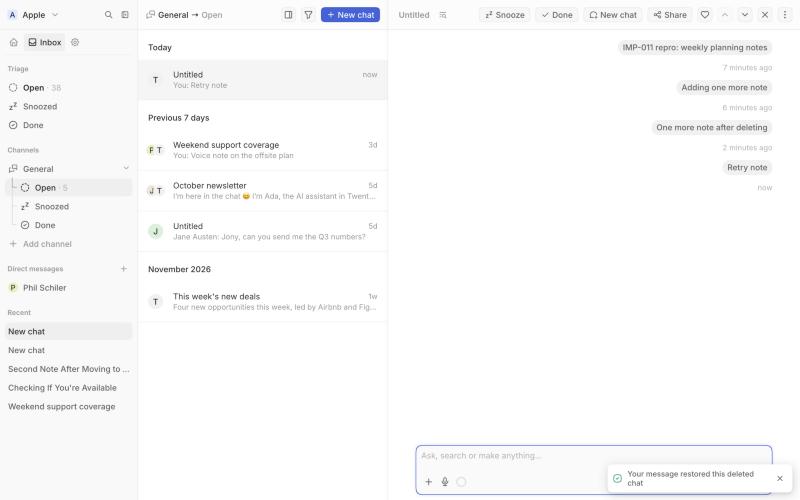 A Apple
Inbox
Triage
Open · 38
Snoozed
Done
Channels
General
Open · 5
Snoozed
Done
Add channel
Direct messages
Phil Schiler
Recent
New chat
New chat
Second Note After Moving to ...
Checking If You're Available
Weekend support coverage
General → Open
+ New chat
Today
T Untitled now
You: Retry note
Previous 7 days
F T Weekend support coverage 3d
You: Voice note on the offsite plan
J T October newsletter 5d
I'm here in the chat 😄 I'm Ada, the AI assistant in Twent...
J Untitled 5d
Jane Austen: Jony, can you send me the Q3 numbers?
November 2026
T This week's new deals 1w
Four new opportunities this week, led by Airbnb and Fig...
Untitled
Snooze
Done
New chat
Share
IMP-011 repro: weekly planning notes
7 minutes ago
Adding one more note
6 minutes ago
One more note after deleting
2 minutes ago
Retry note
now
Ask, search or make anything...
Your message restored this deleted
chat